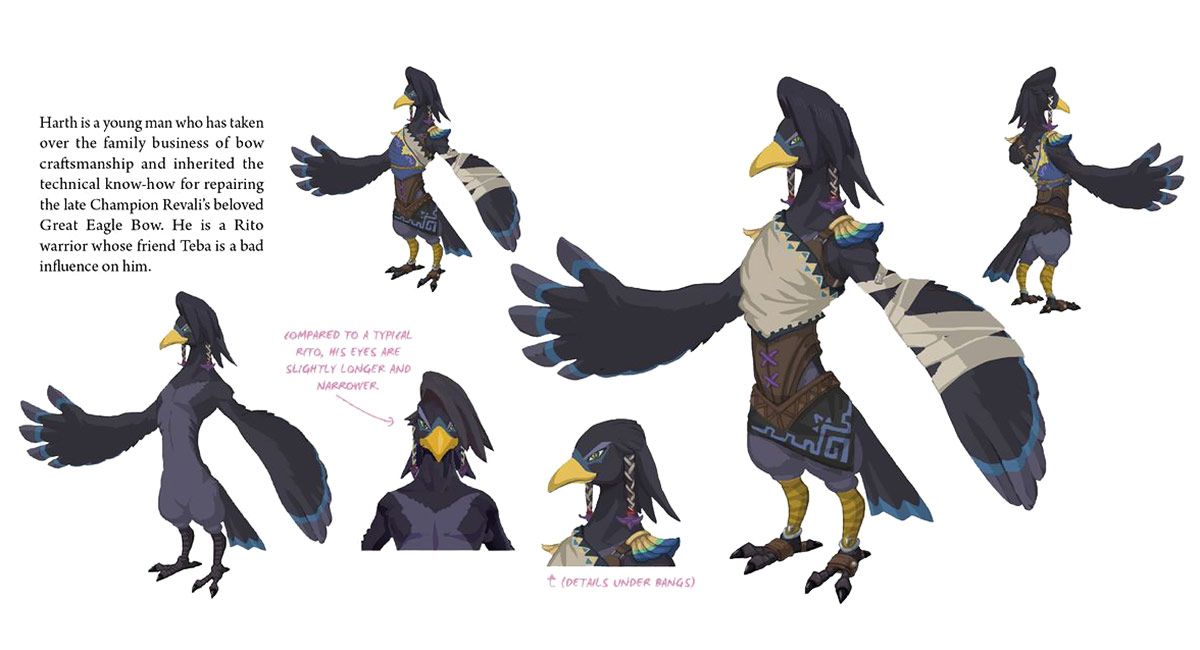 Harth is a young man who has taken
over the family business of bow
craftsmanship and inherited the
technical know-how for repairing
the late Champion Revali's beloved
Great Eagle Bow. He is a Rito
warrior whose friend Teba is a bad
influence on him.
COMPARED TO A TYPICAL
RITO, HIS EYES ARE
SLIGHTLY LONGER AND
NARROWER.
(DETAILS UNDER BANGS)